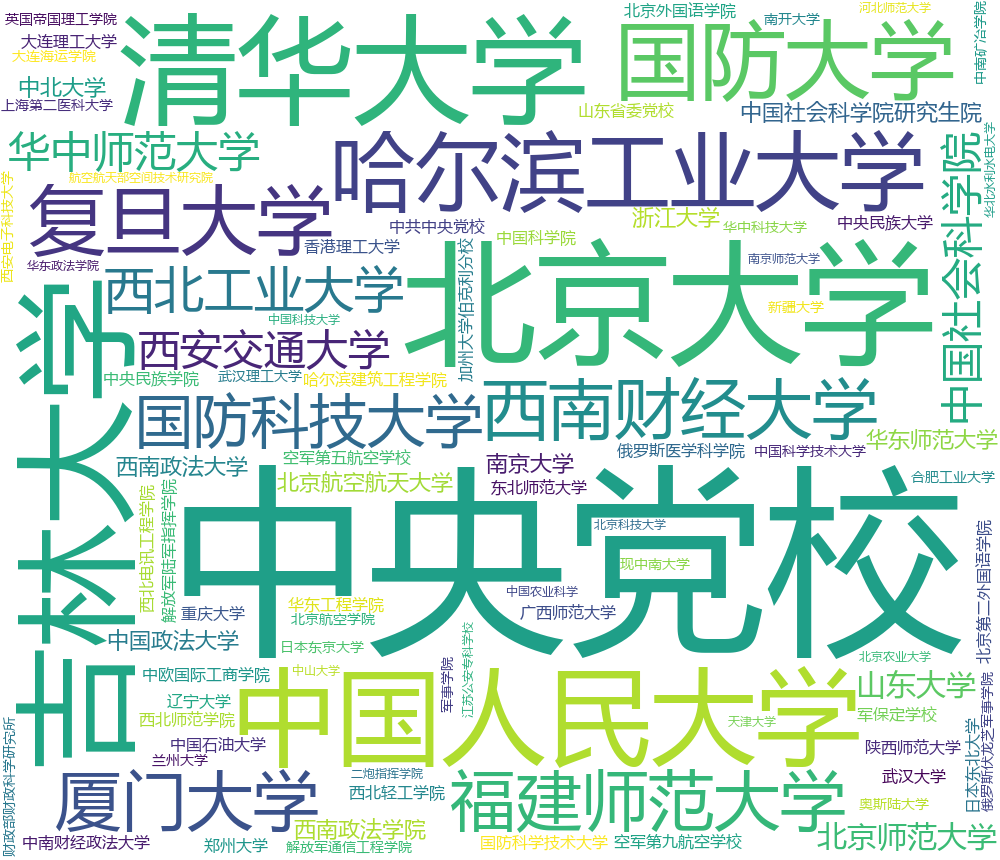 英国帝国理工学院
大连理工大学
大连海运学院
中北大学
上海第二医科大学
清华大学
北京外国语学院
南开大学
河北师范大学
国防大学
中南矿冶学院
山东省委党校
中国社会科学院研究生院
华中师范大学
航空航天部空间技术研究院
哈尔滨工业大学
中国社会科学院
华北水利水电大学
西安电子科技大学
复旦大学
中共中央党校
浙江大学
华中科技大学
中央民族大学
香港理工大学
中国科学院
华东政法学院
西北工业大学
加州大学伯克利分校
北京大学
南京师范大学
新疆大学
中国科技大学
西安交通大学
中央民族学院
武汉理工大学
哈尔滨建筑工程学院
吉林大学
国防科技大学
西南财经大学
华东师范大学
西南政法大学
空军第五航空学校
南京大学
俄罗斯医学科学院
中国科学技术大学
北京航空航天大学
东北师范大学
合肥工业大学
西北电讯工程学院
解放军陆军指挥学院
中央党校
北京科技大学
现中南大学
中国农业科学
北京第二外国语学院
重庆大学
华东工程学院
北京航空学院
广西师范大学
中国政法大学
日本东京大学
江苏公安专科学校
北京农业大学
中欧国际工商学院
中山大学
军事学院
中国人民大学
山东大学
辽宁大学
西北师范学院
天津大学
军保定学校
俄罗斯伏龙芝军事学院
财政部财政科学研究所
中国石油大学
兰州大学
陕西师范大学
日本东北大学
厦门大学
二炮指挥学院
西北轻工学院
福建师范大学
武汉大学
奥斯陆大学
西南政法学院
中南财经政法大学
郑州大学
解放军通信工程学院
国防科学技术大学
空军第九航空学校
北京师范大学